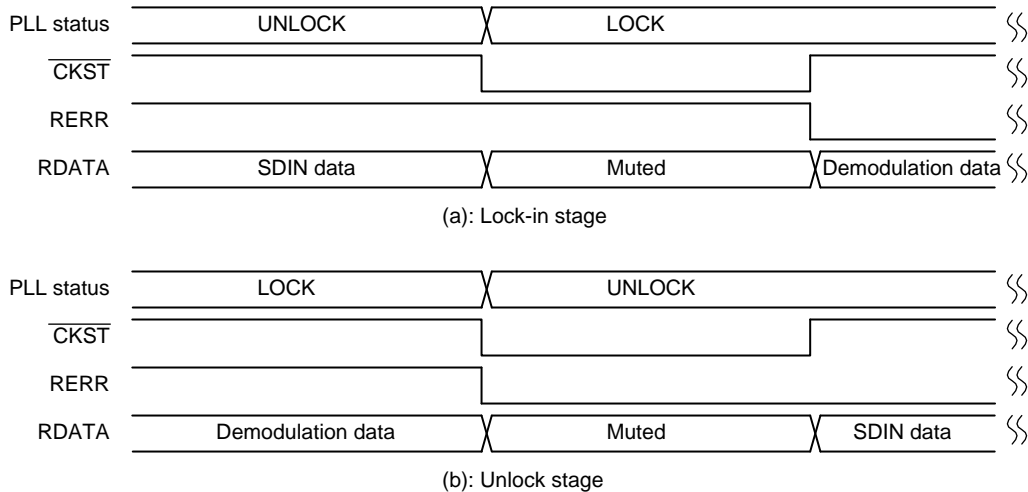 PLL status UNLOCK LOCK
CKST
RERR
RDATA SDIN data Muted Demodulation data
(a): Lock-in stage
PLL status LOCK UNLOCK
CKST
RERR
RDATA Demodulation data Muted SDIN data
(b): Unlock stage